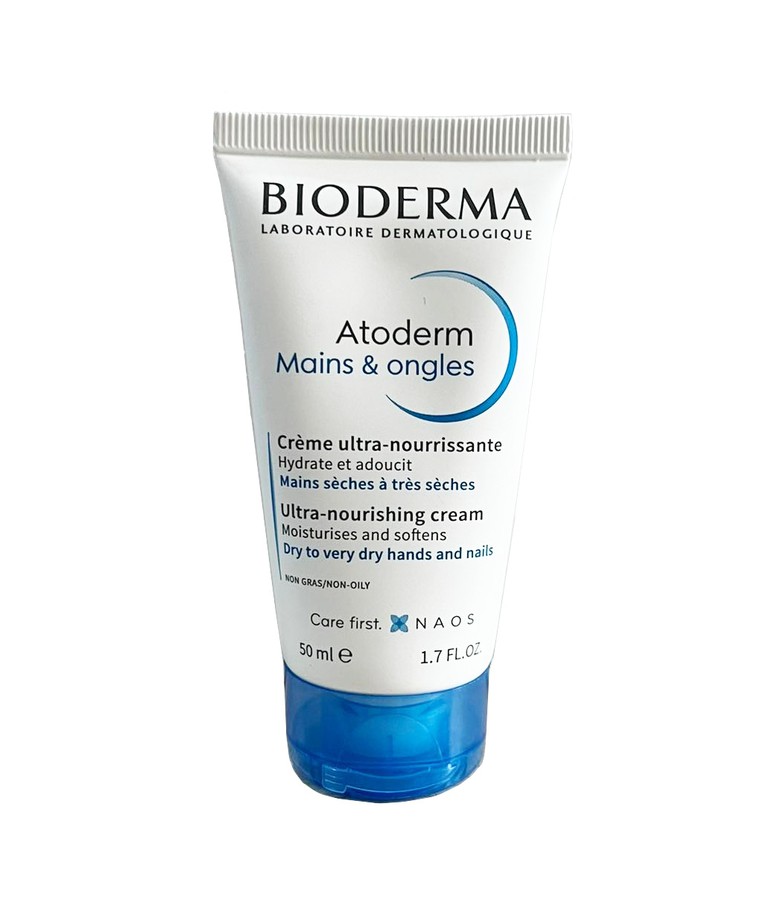 BIODERMA
LABORATOIRE DERMATOLOGIQUE
Atoderm
Mains & ongles
Crème ultra-nourrissante
Hydrate et adoucit
Mains sèches à très sèches
Ultra-nourishing cream
Moisturises and softens
Dry to very dry hands and nails
NON GRAS/NON-OILY
Care first. NAOS
50 ml ℮ 1.7 FL.OZ.